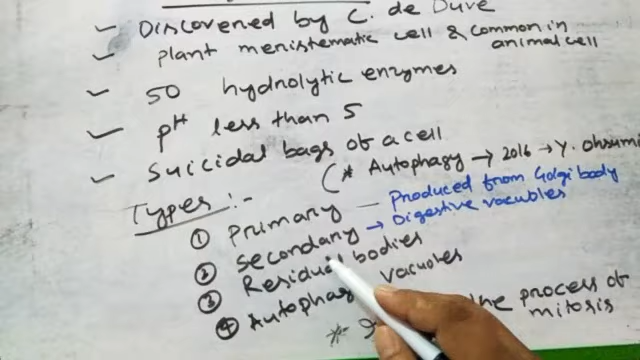 Discovered by C. de Duve
plant meristematic cell & common in animal cell
50 hydrolytic enzymes
pH less than 5
Suicidal bags of a cell
(* Autophagy → 2016 → Y. ohsumi
Types :-
① Primary — Produced from Golgi body
② Secondary → Digestive vacuoles
③ Residual bodies
④ Autophagic vacuoles
* the process of mitosis